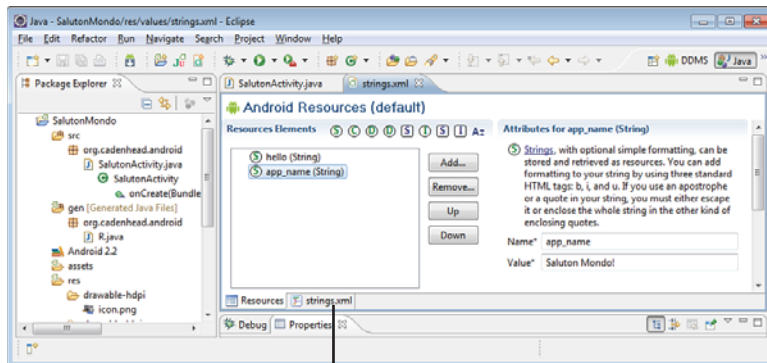 Java - SalutonMondo/res/values/strings.xml - Eclipse
File Edit Refactor Run Navigate Search Project Window Help
DDMS Java
Package Explorer
SalutonActivity.java
strings.xml
SalutonMondo
src
org.cadenhead.android
SalutonActivity.java
SalutonActivity
onCreate(Bundle
gen [Generated Java Files]
org.cadenhead.android
R.java
Android 2.2
assets
res
drawable-hdpi
icon.png
Android Resources (default)
Resources Elements S C D D S I S I Az
hello (String)
app_name (String)
Add...
Remove...
Up
Down
Attributes for app_name (String)
Strings, with optional simple formatting, can be
stored and retrieved as resources. You can add
formatting to your string by using three standard
HTML tags: b, i, and u. If you use an apostrophe
or a quote in your string, you must either escape
it or enclose the whole string in the other kind of
enclosing quotes.
Name* app_name
Value* Saluton Mondo!
Resources strings.xml
Debug Properties